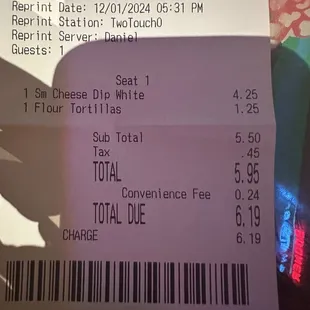 Reprint Date: 12/01/2024 05:31 PM
Reprint Station: TwoTouch0
Reprint Server: Daniel
Guests: 1
Seat 1
1 Sm Cheese Dip White 4.25
1 Flour Tortillas 1.25
Sub Total 5.50
Tax .45
TOTAL 5.95
Convenience Fee 0.24
TOTAL DUE 6.19
CHARGE 6.19